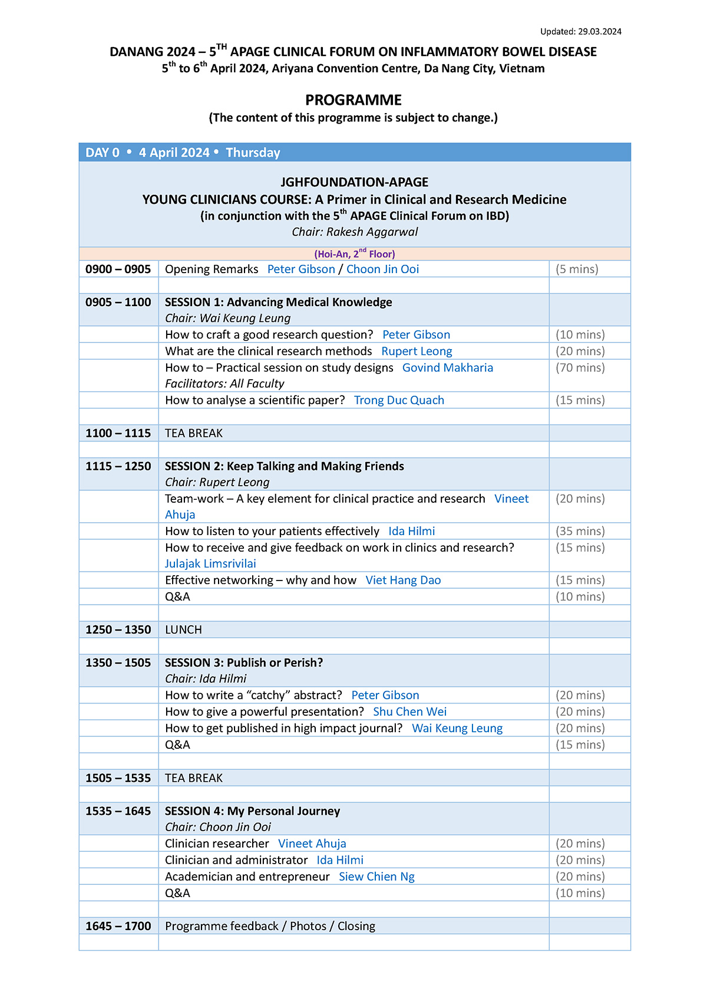 Updated: 29.03.2024
DANANG 2024 – 5TH APAGE CLINICAL FORUM ON INFLAMMATORY BOWEL DISEASE
5th to 6th April 2024, Ariyana Convention Centre, Da Nang City, Vietnam
PROGRAMME
(The content of this programme is subject to change.)
DAY 0 • 4 April 2024 • Thursday
JGHFOUNDATION-APAGE
YOUNG CLINICIANS COURSE: A Primer in Clinical and Research Medicine
(in conjunction with the 5th APAGE Clinical Forum on IBD)
Chair: Rakesh Aggarwal
(Hoi-An, 2nd Floor)
0900 – 0905 Opening Remarks Peter Gibson / Choon Jin Ooi (5 mins)
0905 – 1100 SESSION 1: Advancing Medical Knowledge
Chair: Wai Keung Leung
How to craft a good research question? Peter Gibson (10 mins)
What are the clinical research methods Rupert Leong (20 mins)
How to – Practical session on study designs Govind Makharia (70 mins)
Facilitators: All Faculty
How to analyse a scientific paper? Trong Duc Quach (15 mins)
1100 – 1115 TEA BREAK
1115 – 1250 SESSION 2: Keep Talking and Making Friends
Chair: Rupert Leong
Team-work – A key element for clinical practice and research Vineet (20 mins)
Ahuja
How to listen to your patients effectively Ida Hilmi (35 mins)
How to receive and give feedback on work in clinics and research? (15 mins)
Julajak Limsrivilai
Effective networking – why and how Viet Hang Dao (15 mins)
Q&A (10 mins)
1250 – 1350 LUNCH
1350 – 1505 SESSION 3: Publish or Perish?
Chair: Ida Hilmi
How to write a “catchy” abstract? Peter Gibson (20 mins)
How to give a powerful presentation? Shu Chen Wei (20 mins)
How to get published in high impact journal? Wai Keung Leung (20 mins)
Q&A (15 mins)
1505 – 1535 TEA BREAK
1535 – 1645 SESSION 4: My Personal Journey
Chair: Choon Jin Ooi
Clinician researcher Vineet Ahuja (20 mins)
Clinician and administrator Ida Hilmi (20 mins)
Academician and entrepreneur Siew Chien Ng (20 mins)
Q&A (10 mins)
1645 – 1700 Programme feedback / Photos / Closing